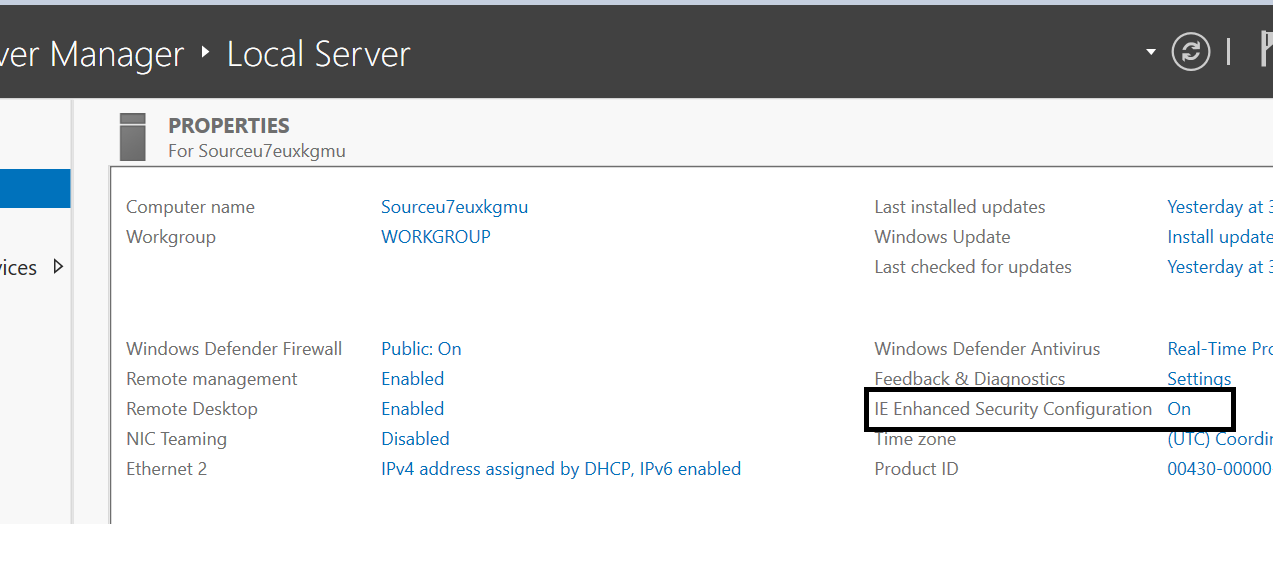 ver Manager ‣ Local Server
PROPERTIES
For Sourceu7euxkgmu
Computer name Sourceu7euxkgmu
Workgroup WORKGROUP
Last installed updates Yesterday at 3
Windows Update Install update
Last checked for updates Yesterday at 3
vices
Windows Defender Firewall Public: On
Remote management Enabled
Remote Desktop Enabled
NIC Teaming Disabled
Ethernet 2 IPv4 address assigned by DHCP, IPv6 enabled
Windows Defender Antivirus Real-Time Pro
Feedback & Diagnostics Settings
IE Enhanced Security Configuration On
Time zone (UTC) Coordin
Product ID 00430-00000